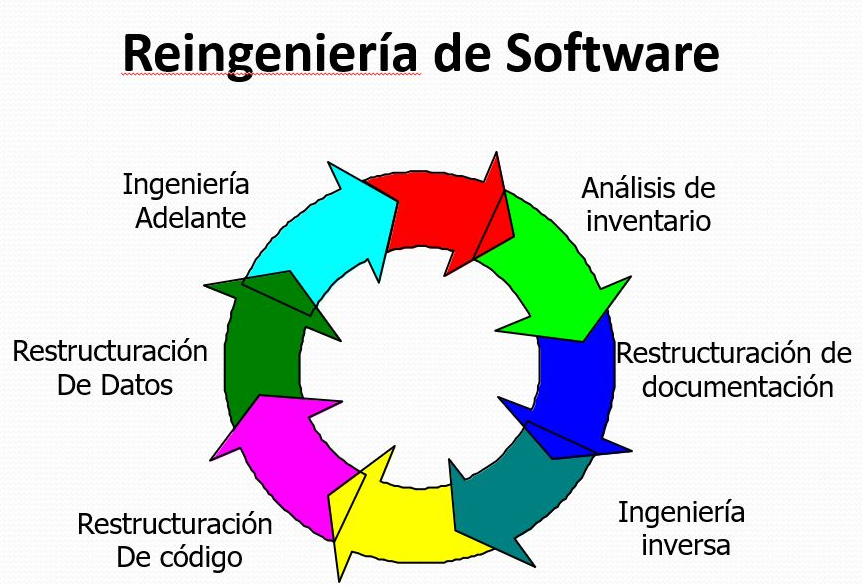 Reingeniería de Software
Ingeniería
Adelante
Análisis de
inventario
Restructuración
De Datos
Restructuración de
documentación
Restructuración
De código
Ingeniería
inversa